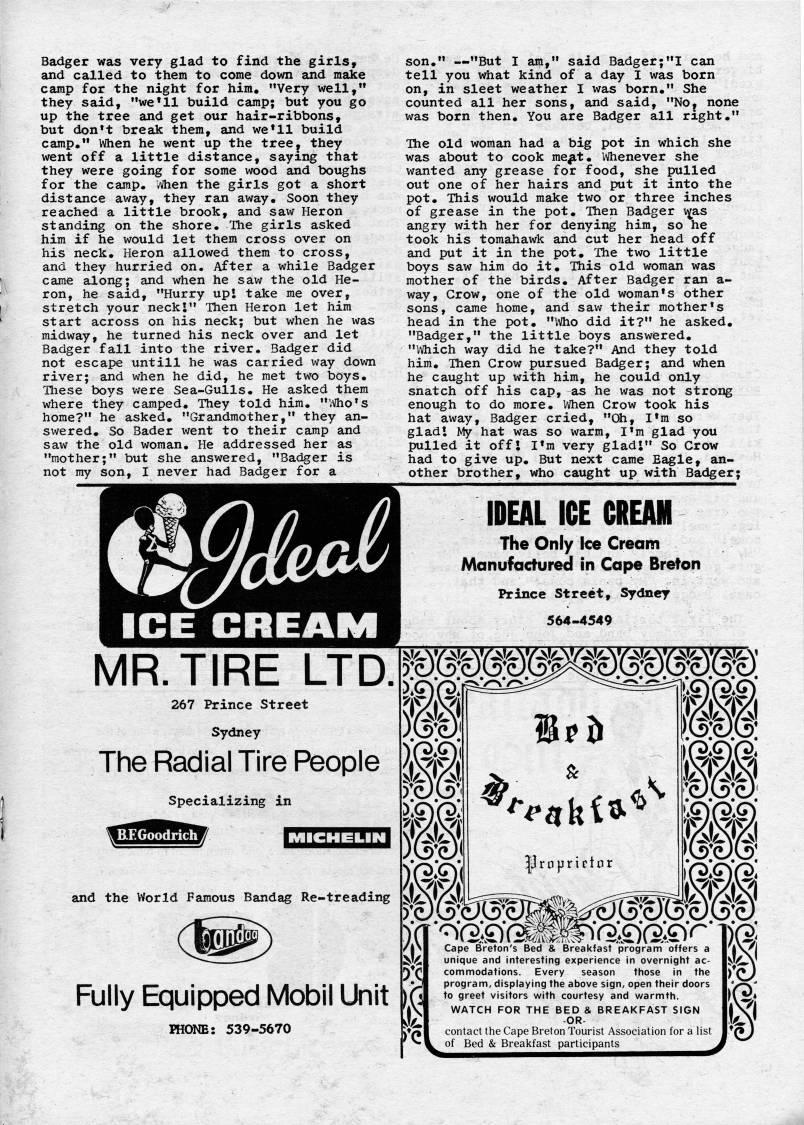 Badger was very glad to find the girls,
and called to them to come down and make
camp for the night for him. "Very well,"
they said, "we'll build camp; but you go
up the tree and get our hair-ribbons,
but don't break them, and we'll build
camp." When he went up the tree, they
went off a little distance, saying that
they were going for some wood and boughs
for the camp. When the girls got a short
distance away, they ran away. Soon they
reached a little brook, and saw Heron
standing on the shore. The girls asked
him if he would let them cross over on
his neck. Heron allowed them to cross,
and they hurried on. After a while Badger
came along; and when he saw the old He-
ron, he said, "Hurry up! take me over,
stretch your neck!" Then Heron let him
start across on his neck; but when he was
midway, he turned his neck over and let
Badger fall into the river. Badger did
not escape untill he was carried way down
river; and when he did, he met two boys.
These boys were Sea-Gulls. He asked them
where they camped. They told him. "Who's
home?" he asked. "Grandmother," they an-
swered. So Bader went to their camp and
saw the old woman. He addressed her as
"mother;" but she answered, "Badger is
not my son, I never had Badger for a
son." --"But I am," said Badger;"I can
tell you what kind of a day I was born
on, in sleet weather I was born." She
counted all her sons, and said, "No, none
was born then. You are Badger all right."
The old woman had a big pot in which she
was about to cook meat. Whenever she
wanted any grease for food, she pulled
out one of her hairs and put it into the
pot. This would make two or three inches
of grease in the pot. Then Badger was
angry with her for denying him, so he
took his tomahawk and cut her head off
and put it in the pot. The two little
boys saw him do it. This old woman was
mother of the birds. After Badger ran a-
way, Crow, one of the old woman's other
sons, came home, and saw their mother's
head in the pot. "Who did it?" he asked.
"Badger," the little boys answered.
"Which way did he take?" And they told
him. Then Crow pursued Badger; and when
he caught up with him, he could only
snatch off his cap, as he was not strong
enough to do more. When Crow took his
hat away, Badger cried, "Oh, I'm so
glad! My hat was so warm, I'm glad you
pulled it off! I'm very glad!" So Crow
had to give up. But next came Eagle, an-
other brother, who caught up with Badger;
Ideal
ICE CREAM
IDEAL ICE CREAM
The Only Ice Cream
Manufactured in Cape Breton
Prince Street, Sydney
564-4549
MR. TIRE LTD.
267 Prince Street
Sydney
The Radial Tire People
Specializing in
B.F.Goodrich
MICHELIN
and the World Famous Bandag Re-treading
bandag
Fully Equipped Mobil Unit
PHONE: 539-5670
Bed
&
Breakfast
Proprietor
Cape Breton's Bed & Breakfast program offers a
unique and interesting experience in overnight ac-
commodations. Every season those in the
program, displaying the above sign, open their doors
to greet visitors with courtesy and warmth.
WATCH FOR THE BED & BREAKFAST SIGN
-OR-
contact the Cape Breton Tourist Association for a list
of Bed & Breakfast participants